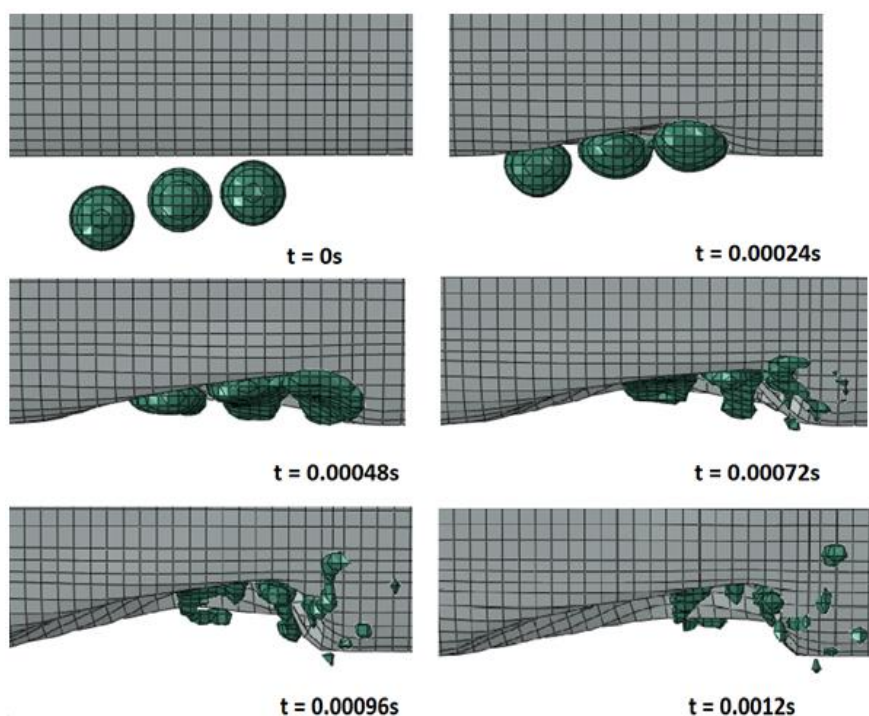 t = 0s
t = 0.00024s
t = 0.00048s
t = 0.00072s
t = 0.00096s
t = 0.0012s